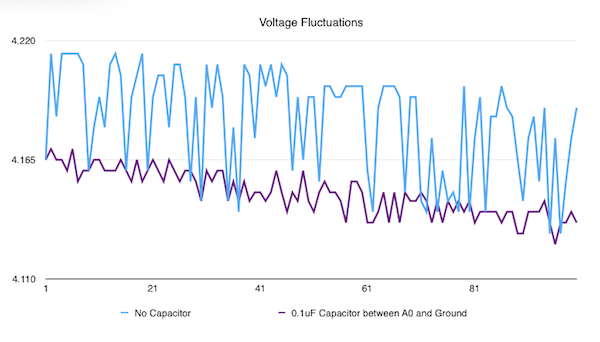 Voltage Fluctuations
4.220
4.165
4.110
1 21 41 61 81
No Capacitor 0.1uF Capacitor between A0 and Ground